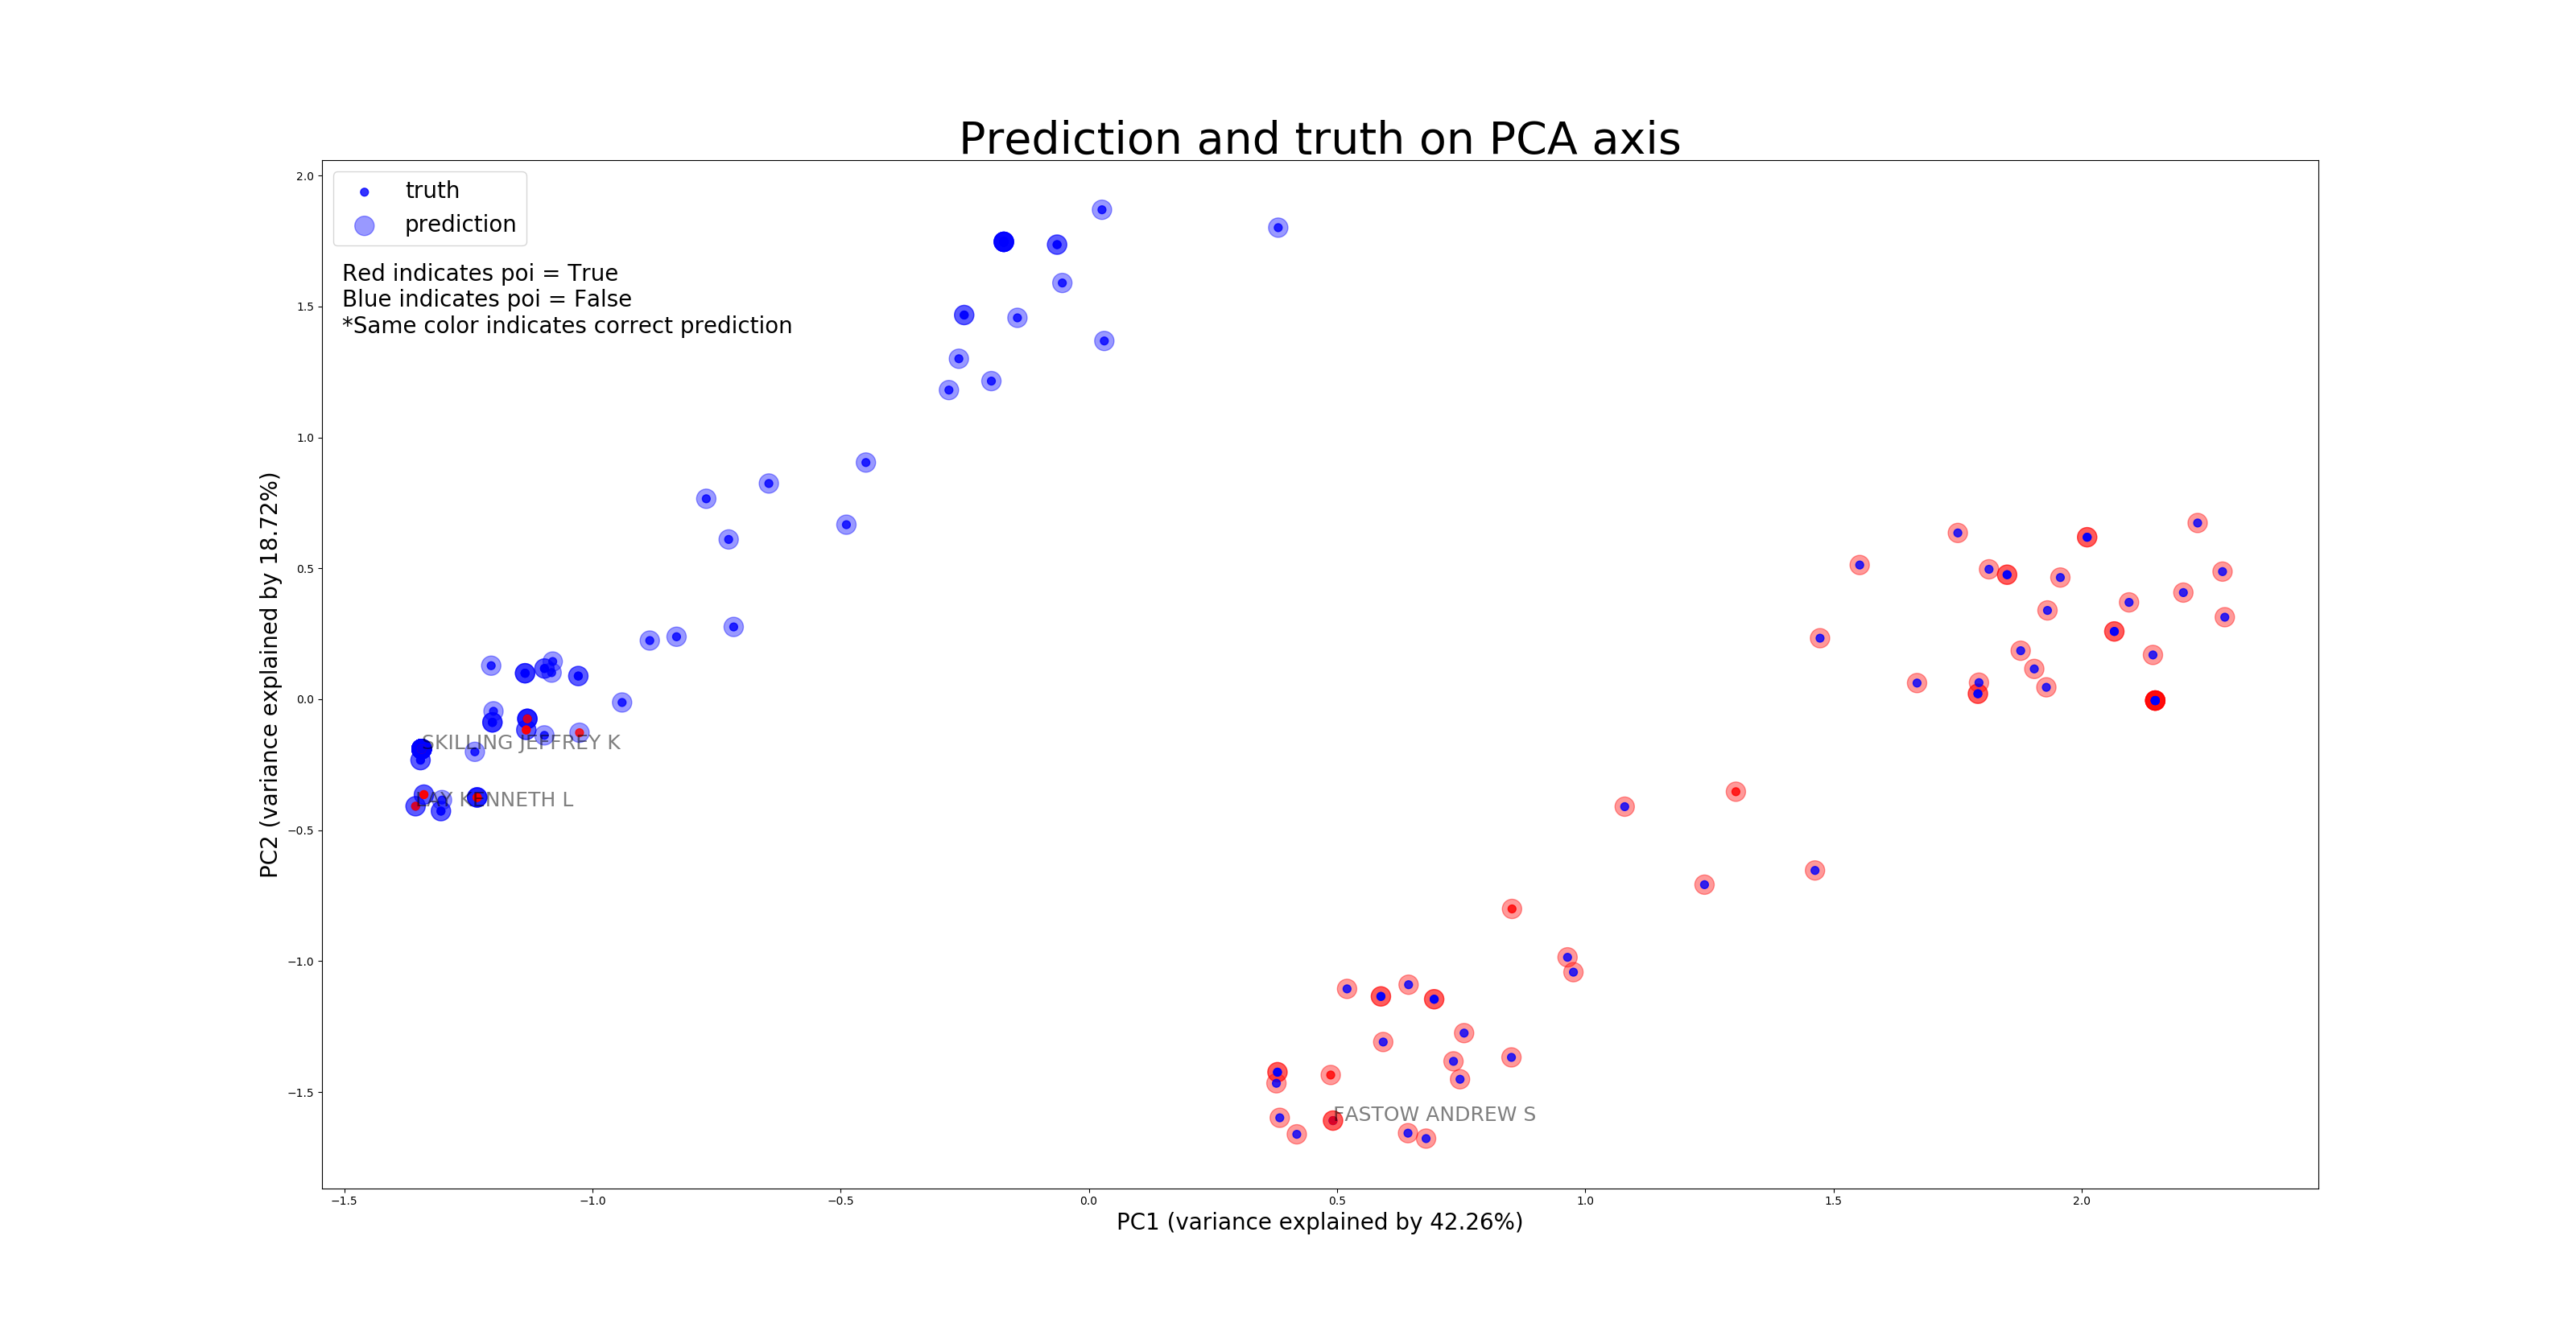 Prediction and truth on PCA axis
truth
prediction
Red indicates poi = True
Blue indicates poi = False
*Same color indicates correct prediction
2.0
1.5
1.0
0.5
0.0
−0.5
−1.0
−1.5
PC2 (variance explained by 18.72%)
SKILLING JEFFREY K
KENNETH L
FASTOW ANDREW S
−1.5 −1.0 −0.5 0.0 0.5 1.0 1.5 2.0
PC1 (variance explained by 42.26%)